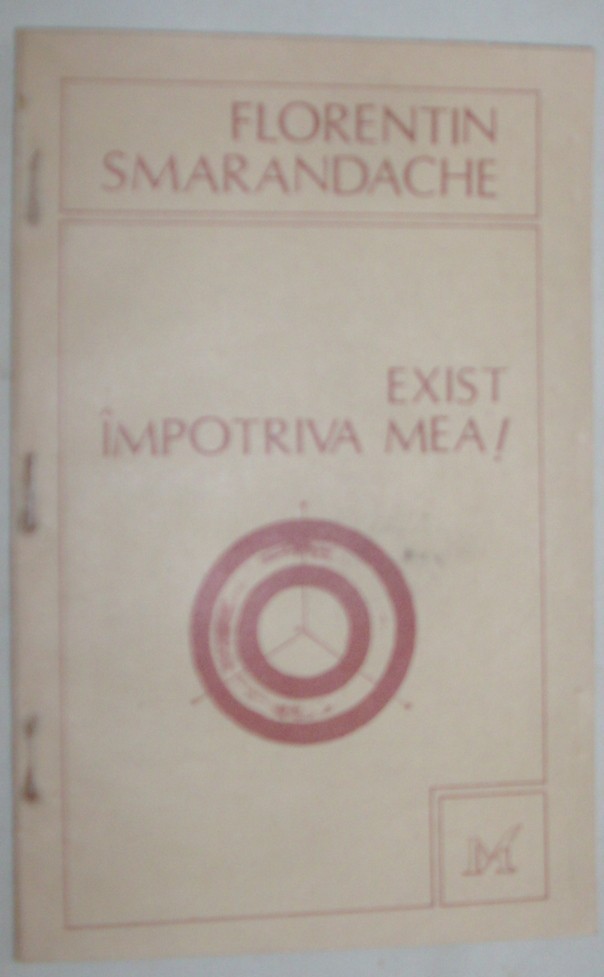 FLORENTIN
SMARANDACHE
EXIST
ÎMPOTRIVA MEA!
M